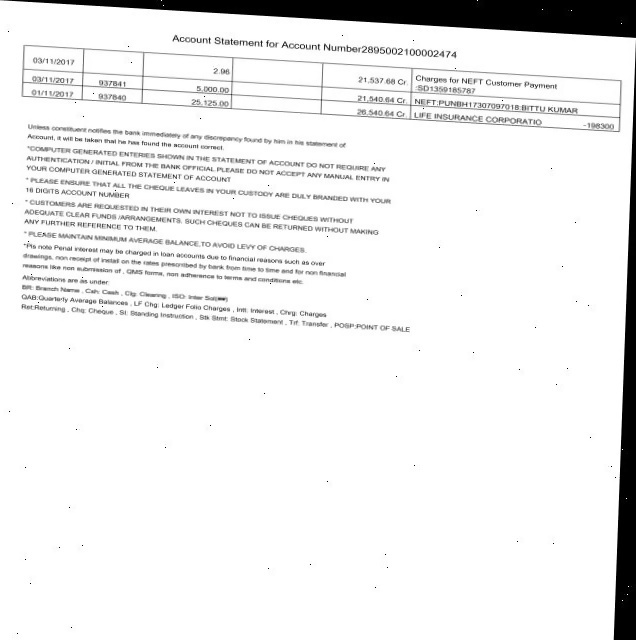 Account Statement for Account Number2895002100002474
03/11/2017 2.96 21,537.68 Cr. Charges for NEFT Customer Payment
:SD1359185787
03/11/2017 937841 5,000.00 21,540.64 Cr. NEFT:PUNBH17307097018:BITTU KUMAR
01/11/2017 937840 25,125.00 26,540.64 Cr. LIFE INSURANCE CORPORATIO -198300
Unless constituent notifies the bank immediately of any discrepancy found by him in his statement of
Account, it will be taken that he has found the account correct.
*COMPUTER GENERATED ENTERIES SHOWN IN THE STATEMENT OF ACCOUNT DO NOT REQUIRE ANY
AUTHENTICATION / INITIAL FROM THE BANK OFFICIAL.PLEASE DO NOT ACCEPT ANY MANUAL ENTRY IN
YOUR COMPUTER GENERATED STATEMENT OF ACCOUNT
* PLEASE ENSURE THAT ALL THE CHEQUE LEAVES IN YOUR CUSTODY ARE DULY BRANDED WITH YOUR
16 DIGITS ACCOUNT NUMBER
* CUSTOMERS ARE REQUESTED IN THEIR OWN INTEREST NOT TO ISSUE CHEQUES WITHOUT
ADEQUATE CLEAR FUNDS /ARRANGEMENTS. SUCH CHEQUES CAN BE RETURNED WITHOUT MAKING
ANY FURTHER REFERENCE TO THEM.
* PLEASE MAINTAIN MINIMUM AVERAGE BALANCE,TO AVOID LEVY OF CHARGES.
*Pls note Penal interest may be charged in loan accounts due to financial reasons such as over
drawings, non receipt of install on the rates prescribed by bank from time to time and for non financial
reasons like non submission of , QMS forms, non adherence to terms and conditions etc.
Abbreviations are as under:
BR: Branch Name , Csh: Cash , Clg: Clearing , ISO: Inter Sol(##)
QAB:Quarterly Average Balances , LF Chg: Ledger Folio Charges , Intt: Interest , Chrg: Charges
Ret:Returning , Chq: Cheque , SI: Standing Instruction , Stk Stmt: Stock Statement , Trf: Transfer , POSP:POINT OF SALE